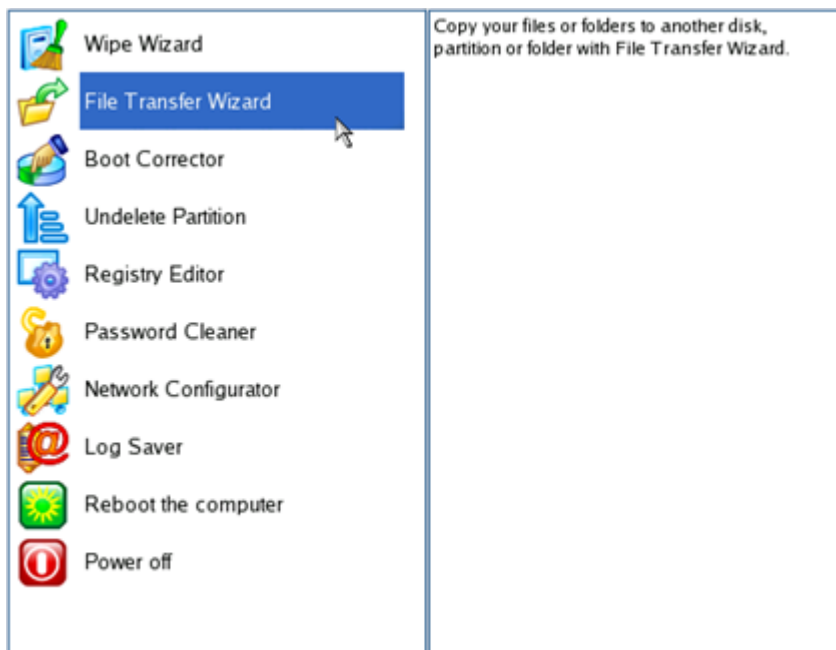 Wipe Wizard
File Transfer Wizard
Boot Corrector
Undelete Partition
Registry Editor
Password Cleaner
Network Configurator
Log Saver
Reboot the computer
Power off
Copy your files or folders to another disk,
partition or folder with File Transfer Wizard.